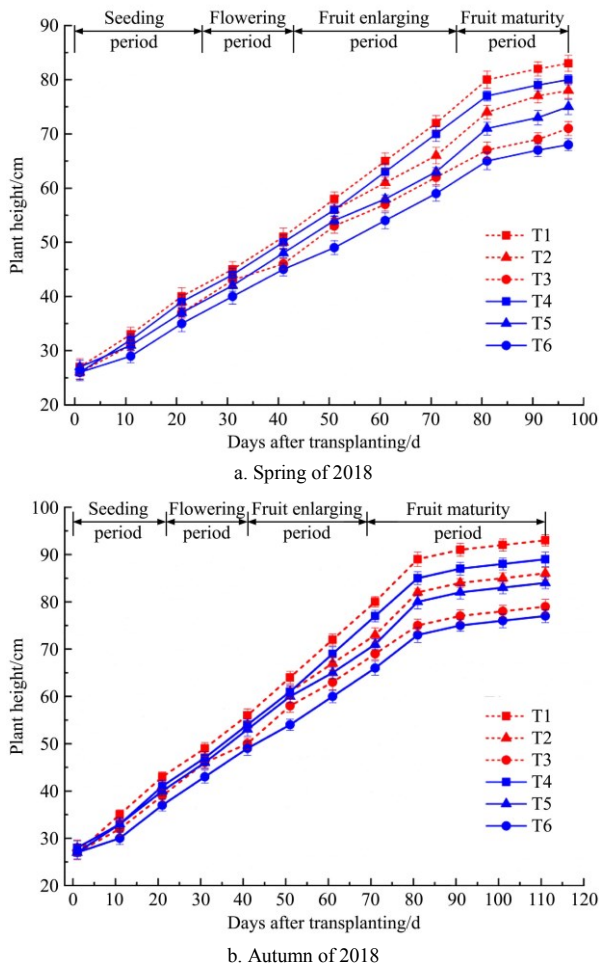 Seeding Flowering Fruit enlarging Fruit maturity
period period period period
90
80
70
60
50
40
30
20
Plant height/cm
T1
T2
T3
T4
T5
T6
0 10 20 30 40 50 60 70 80 90 100
Days after transplanting/d
a. Spring of 2018
Seeding Flowering Fruit enlarging Fruit maturity
period period period period
100
90
80
70
60
50
40
30
20
Plant height/cm
T1
T2
T3
T4
T5
T6
0 10 20 30 40 50 60 70 80 90 100 110 120
Days after transplanting/d
b. Autumn of 2018